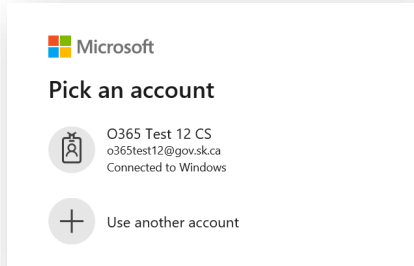 Microsoft
Pick an account
O365 Test 12 CS
o365test12@gov.sk.ca
Connected to Windows
Use another account